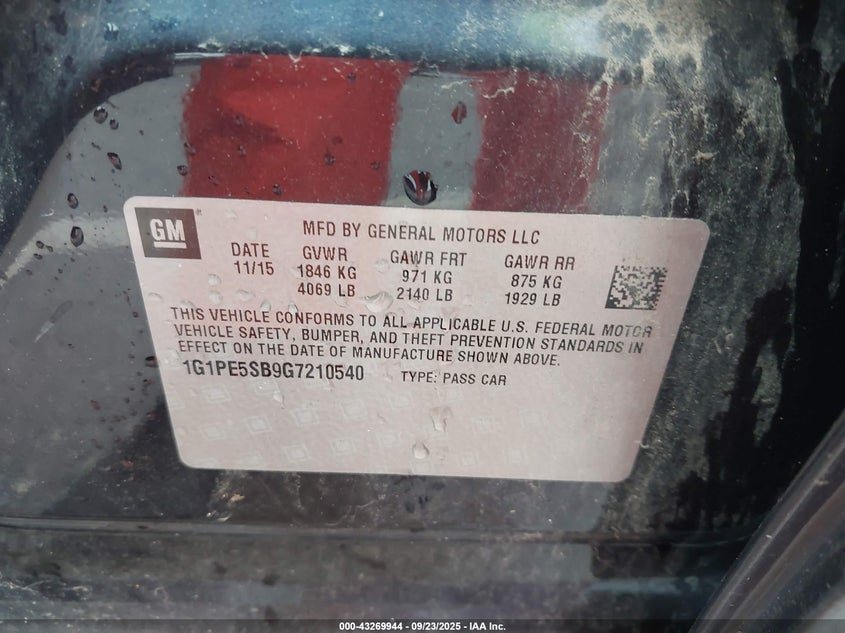 GM
MFD BY GENERAL MOTORS LLC
DATE GVWR GAWR FRT GAWR RR
11/15 1846 KG 971 KG 875 KG
4069 LB 2140 LB 1929 LB
THIS VEHICLE CONFORMS TO ALL APPLICABLE U.S. FEDERAL MOTOR
VEHICLE SAFETY, BUMPER, AND THEFT PREVENTION STANDARDS IN
EFFECT ON THE DATE OF MANUFACTURE SHOWN ABOVE.
1G1PE5SB9G7210540 TYPE: PASS CAR
000-43269944 - 09/23/2025 - IAA Inc.